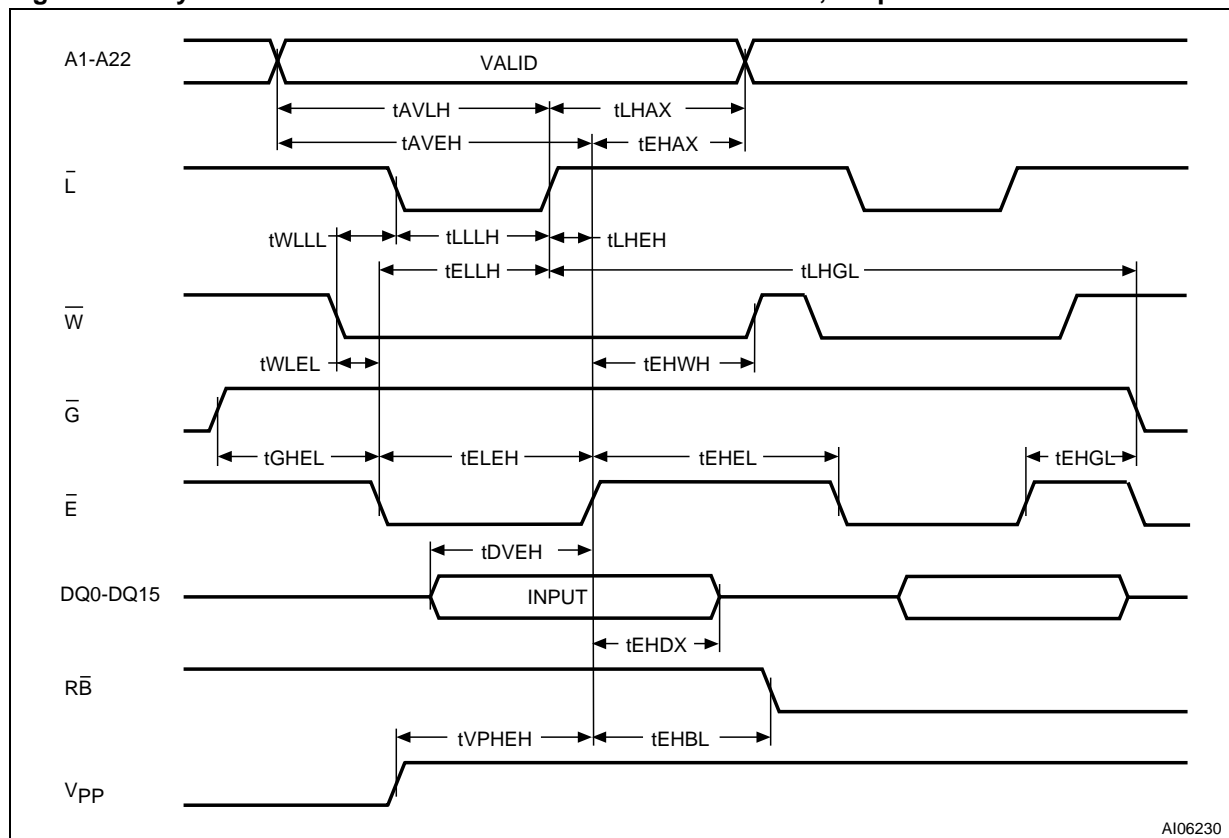 A1-A22
VALID
tAVLH
tLHAX
tAVEH
tEHAX
L̅
tWLLL
tLLLH
tLHEH
tELLH
tLHGL
W̅
tWLEL
tEHWH
G̅
tGHEL
tELEH
tEHEL
tEHGL
E̅
tDVEH
DQ0-DQ15
INPUT
tEHDX
RB̅
tVPHEH
tEHBL
VPP
AI06230